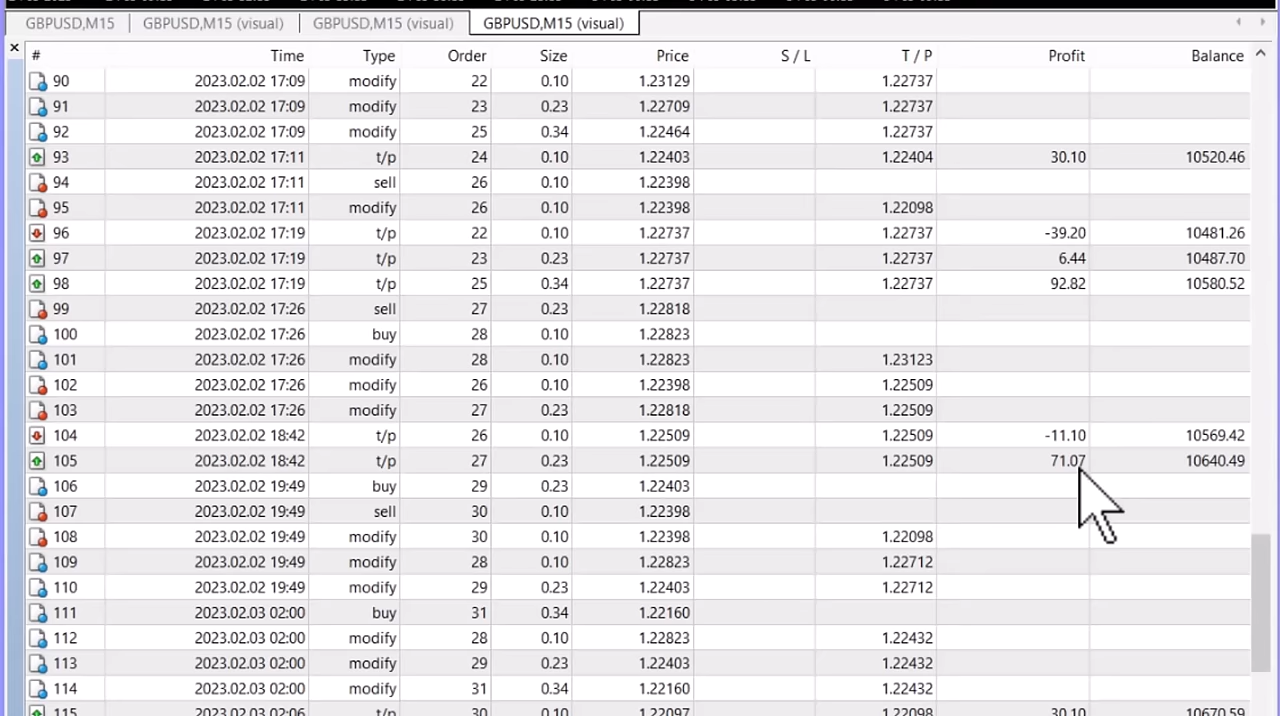 GBPUSD,M15 GBPUSD,M15 (visual) GBPUSD,M15 (visual) GBPUSD,M15 (visual)
# Time Type Order Size Price S / L T / P Profit Balance
90 2023.02.02 17:09 modify 22 0.10 1.23129 1.22737
91 2023.02.02 17:09 modify 23 0.23 1.22709 1.22737
92 2023.02.02 17:09 modify 25 0.34 1.22464 1.22737
93 2023.02.02 17:11 t/p 24 0.10 1.22403 1.22404 30.10 10520.46
94 2023.02.02 17:11 sell 26 0.10 1.22398
95 2023.02.02 17:11 modify 26 0.10 1.22398 1.22098
96 2023.02.02 17:19 t/p 22 0.10 1.22737 1.22737 -39.20 10481.26
97 2023.02.02 17:19 t/p 23 0.23 1.22737 1.22737 6.44 10487.70
98 2023.02.02 17:19 t/p 25 0.34 1.22737 1.22737 92.82 10580.52
99 2023.02.02 17:26 sell 27 0.23 1.22818
100 2023.02.02 17:26 buy 28 0.10 1.22823
101 2023.02.02 17:26 modify 28 0.10 1.22823 1.23123
102 2023.02.02 17:26 modify 26 0.10 1.22398 1.22509
103 2023.02.02 17:26 modify 27 0.23 1.22818 1.22509
104 2023.02.02 18:42 t/p 26 0.10 1.22509 1.22509 -11.10 10569.42
105 2023.02.02 18:42 t/p 27 0.23 1.22509 1.22509 71.07 10640.49
106 2023.02.02 19:49 buy 29 0.23 1.22403
107 2023.02.02 19:49 sell 30 0.10 1.22398
108 2023.02.02 19:49 modify 30 0.10 1.22398 1.22098
109 2023.02.02 19:49 modify 28 0.10 1.22823 1.22712
110 2023.02.02 19:49 modify 29 0.23 1.22403 1.22712
111 2023.02.03 02:00 buy 31 0.34 1.22160
112 2023.02.03 02:00 modify 28 0.10 1.22823 1.22432
113 2023.02.03 02:00 modify 29 0.23 1.22403 1.22432
114 2023.02.03 02:00 modify 31 0.34 1.22160 1.22432
115 2023.02.03 02:06 t/p 30 0.10 1.22097 1.22098 30.10 10670.59